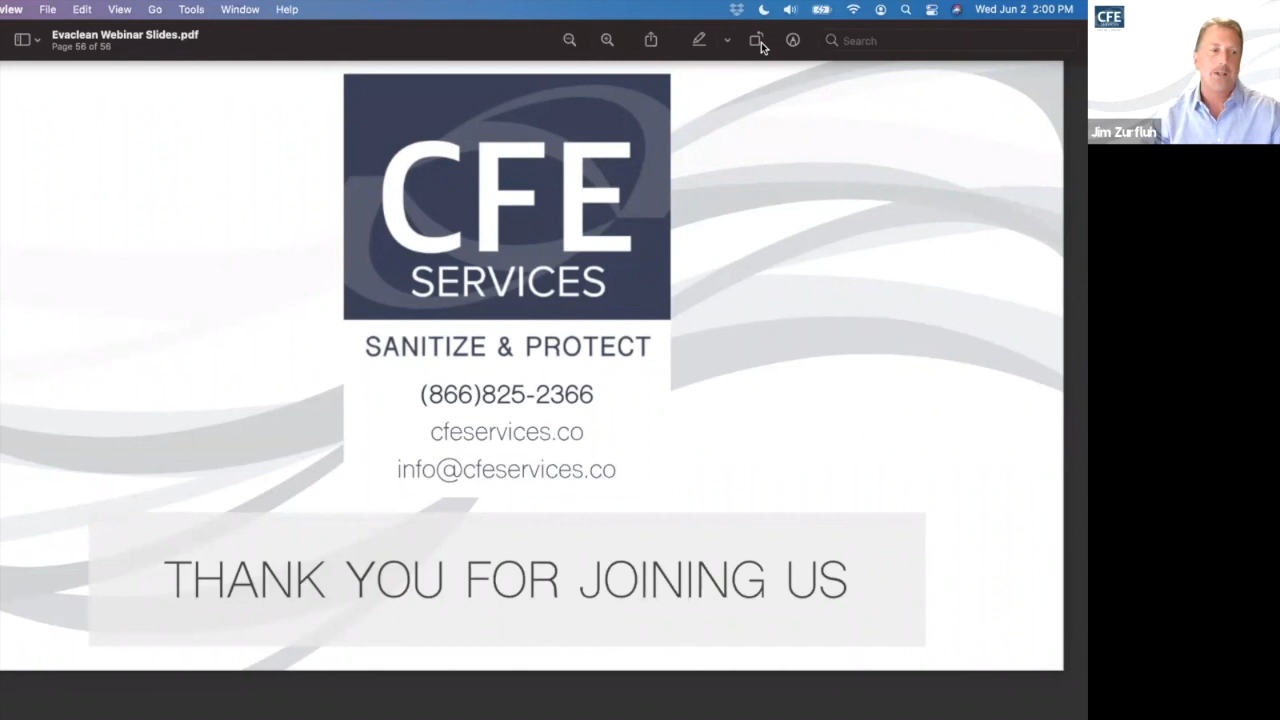 view File Edit View Go Tools Window Help Wed Jun 2 2:00 PM
Evaclean Webinar Slides.pdf
Page 56 of 56
Search
CFE
SERVICES
SANITIZE & PROTECT
(866)825-2366
cfeservices.co
info@cfeservices.co
THANK YOU FOR JOINING US
CFE
Jim Zurfluh